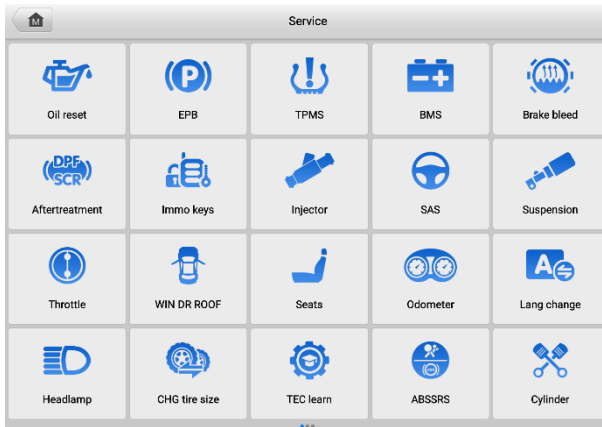 M
Service
Oil reset
P
EPB
TPMS
BMS
Brake bleed
DPF
SCR
Aftertreatment
Immo keys
Injector
SAS
Suspension
Throttle
WIN DR ROOF
Seats
Odometer
A
Lang change
Headlamp
CHG tire size
TEC learn
ABSSRS
Cylinder